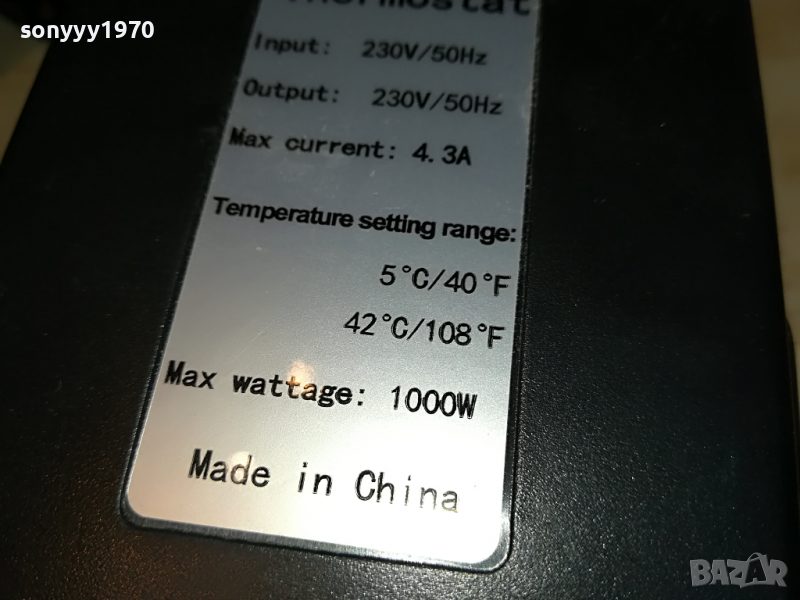 sonyyy1970
Thermostat
Input: 230V/50Hz
Output: 230V/50Hz
Max current: 4.3A
Temperature setting range:
5°C/40°F
42°C/108°F
Max wattage: 1000W
Made in China
BAZAR